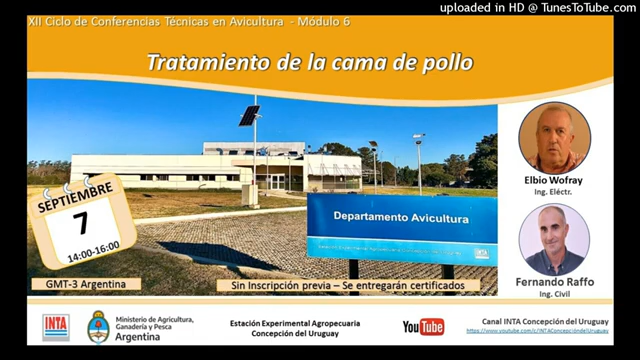 uploaded in HD @ TunesToTube.com
XII Ciclo de Conferencias Técnicas en Avicultura - Módulo 6
Tratamiento de la cama de pollo
SEPTIEMBRE
7
14:00-16:00
Departamento Avicultura
INTA
Elbio Wofray
Ing. Eléctr.
Fernando Raffo
Ing. Civil
GMT-3 Argentina
Sin Inscripción previa – Se entregarán certificados
INTA
Ministerio de Agricultura,
Ganadería y Pesca
Argentina
Estación Experimental Agropecuaria
Concepción del Uruguay
YouTube
Canal INTA Concepción del Uruguay
https://www.youtube.com/c/INTAConcepcióndelUruguay